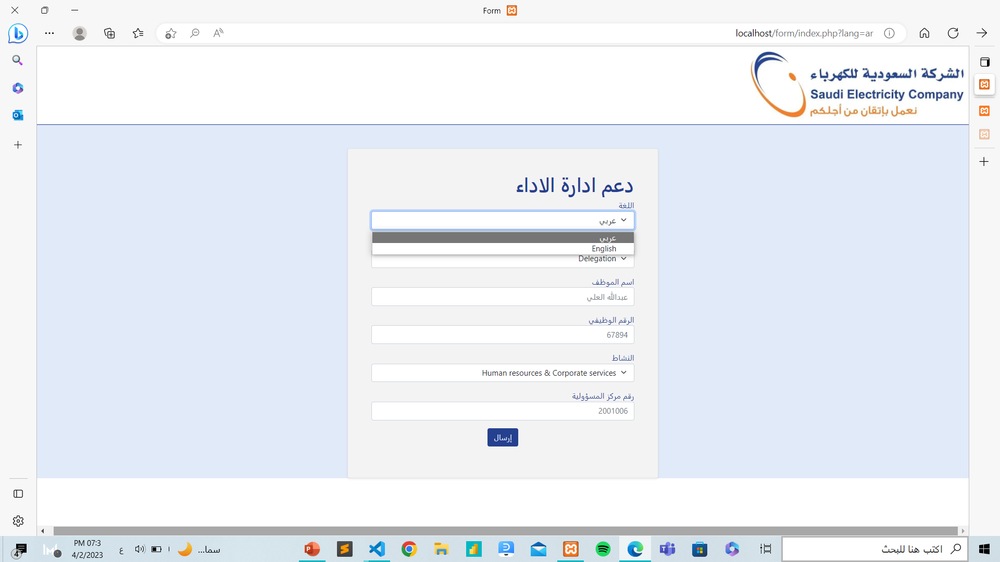 Form
localhost/form/index.php?lang=ar
الشركة السعودية للكهرباء
Saudi Electricity Company
نعمل بإتقان من أجلكم
دعم ادارة الاداء
اللغة
عربي
عربي
English
Delegation
اسم الموظف
عبدالله العلي
الرقم الوظيفي
67894
النشاط
Human resources & Corporate services
رقم مركز المسؤولية
2001006
إرسال
اكتب هنا للبحث
سما...
ع
PM 07:3
4/2/2023
1
4